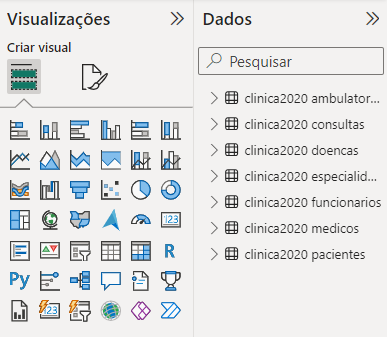 Visualizações
Criar visual
123
R
Py
123
Dados
Pesquisar
clinica2020 ambulator...
clinica2020 consultas
clinica2020 doencas
clinica2020 especialid...
clinica2020 funcionarios
clinica2020 medicos
clinica2020 pacientes